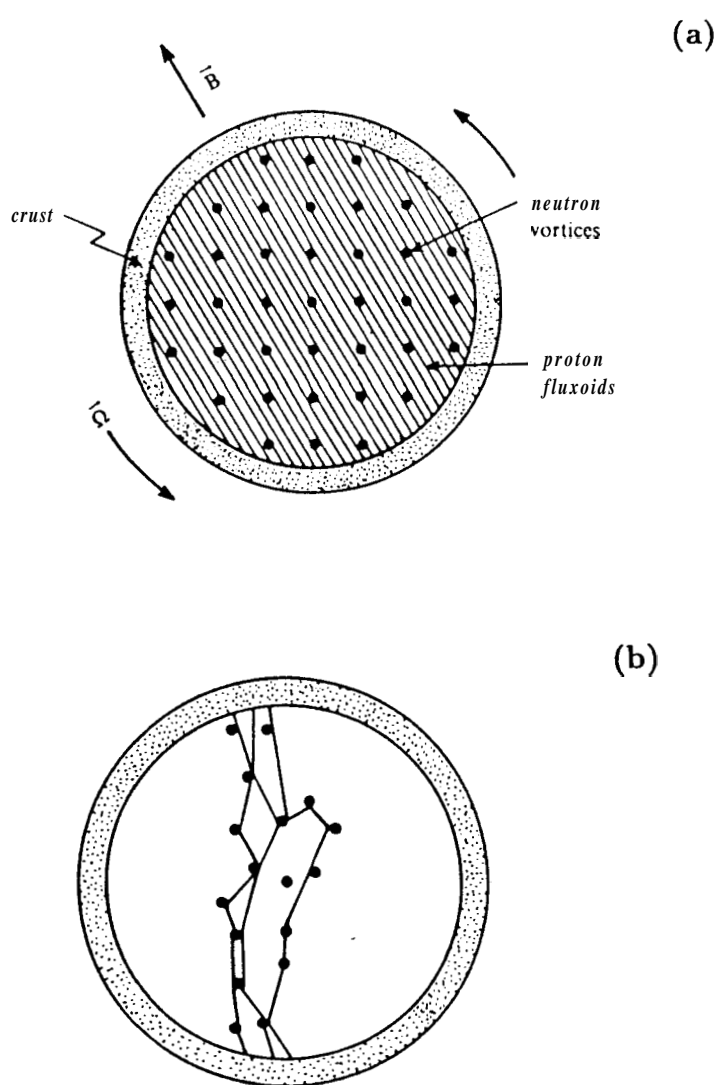 (a)
B
crust
neutron
vortices
proton
fluxoids
Ω
(b)